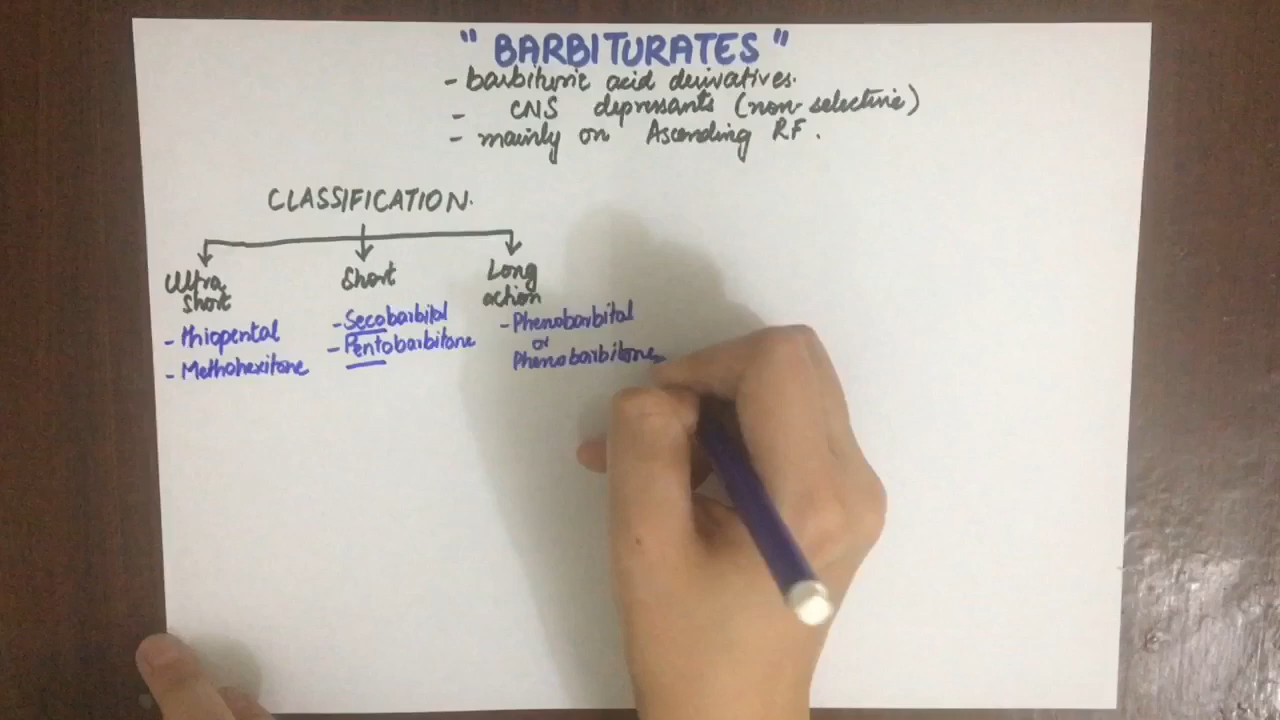 " BARBITURATES "
- barbituric acid derivatives.
- CNS depressants (non selective)
- mainly on Ascending RF.
CLASSIFICATION.
Ultra
Short
- thiopental
- Methohexitone
Short
- Secobarbital
- Pentobarbitone
Long
action
- Phenobarbital
or
Phenobarbitone